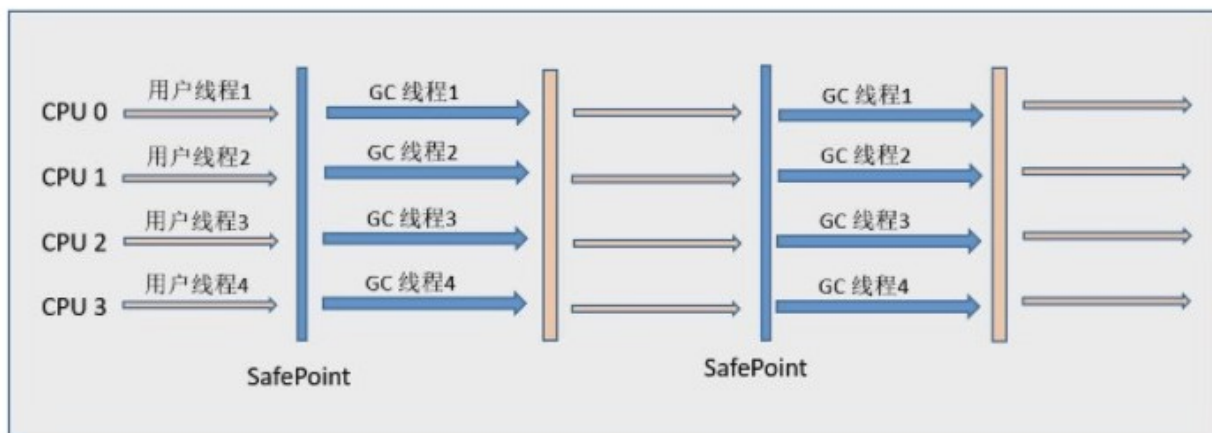 用户线程1
GC 线程1
GC 线程1
CPU 0
用户线程2
GC 线程2
GC 线程2
CPU 1
用户线程3
GC 线程3
GC 线程3
CPU 2
用户线程4
GC 线程4
GC 线程4
CPU 3
SafePoint
SafePoint